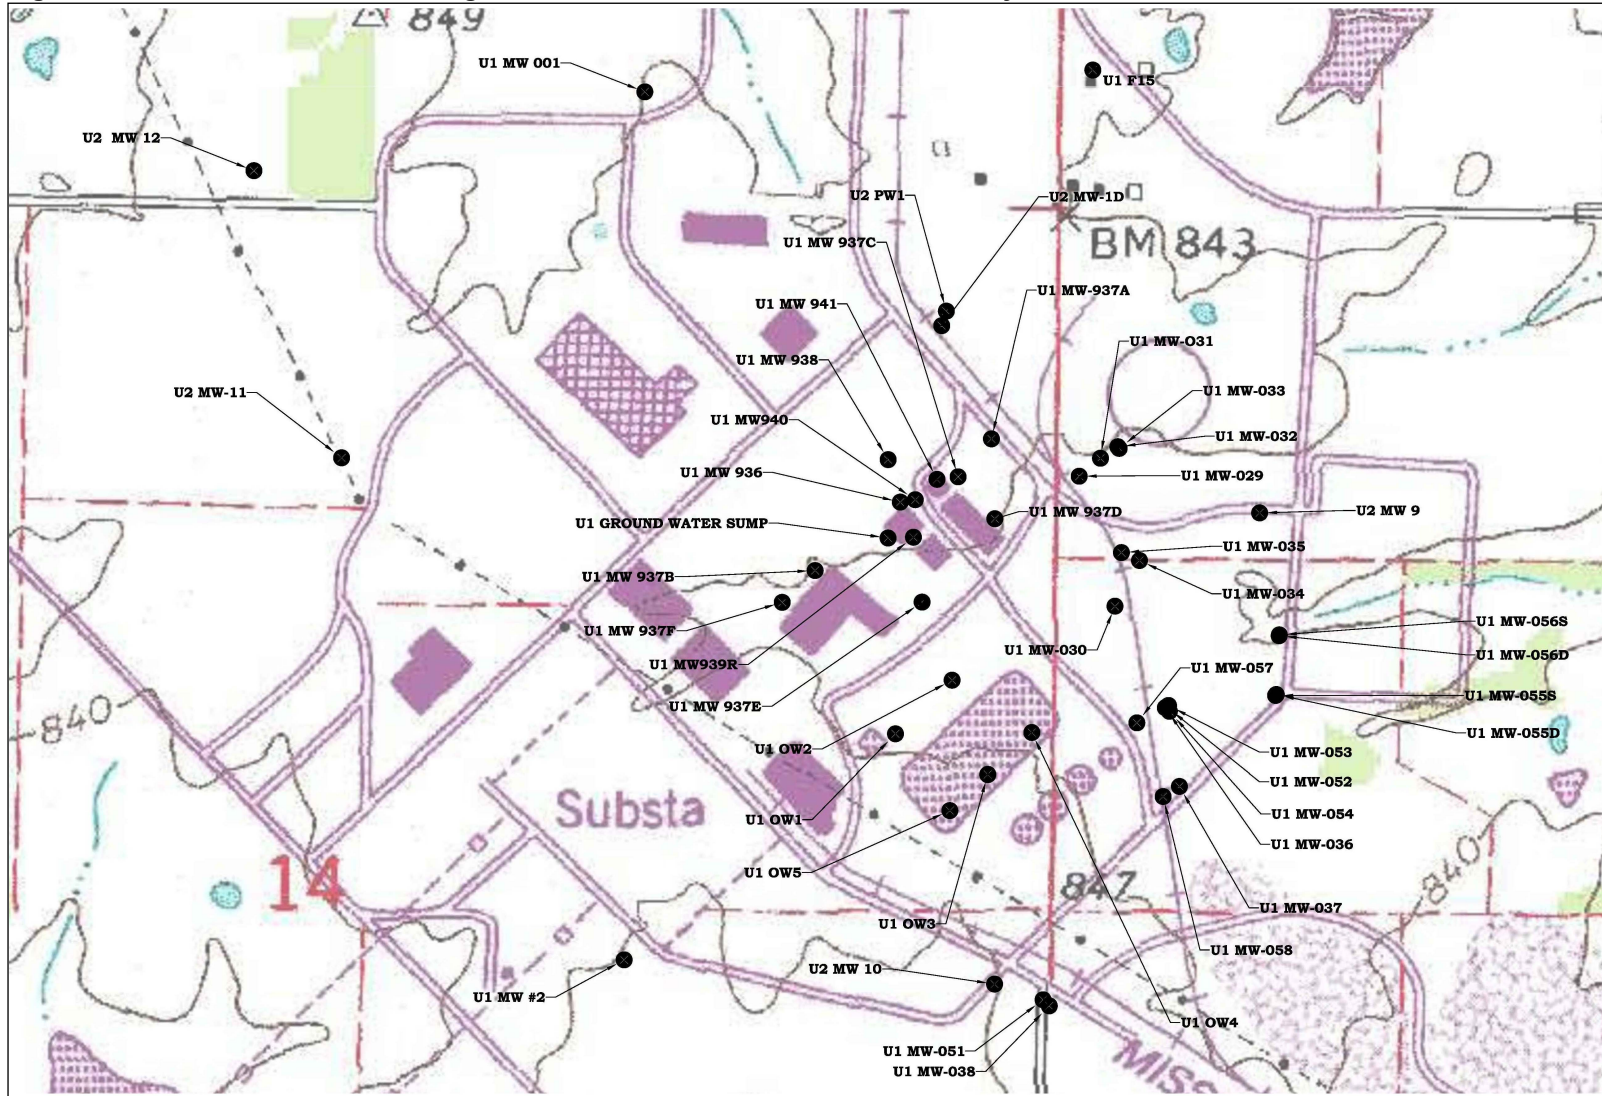 849
U1 MW 001
U1 F15
U2  MW 12
U2 PW1
U2 MW-1D
U1 MW 937C
BM 843
U1 MW-937A
U1 MW 941
U1 MW-O31
U1 MW 938
U2 MW-11
U1 MW-033
U1 MW940
U1 MW-032
U1 MW 936
U1 MW-029
U1 GROUND WATER SUMP
U1 MW 937D
U2 MW 9
U1 MW-035
U1 MW 937B
U1 MW-034
U1 MW 937F
U1 MW-056S
U1 MW-030
U1 MW-056D
U1 MW939R
U1 MW-057
U1 MW-055S
U1 MW 937E
840
U1 MW-055D
U1 OW2
U1 MW-053
U1 MW-052
Substa
U1 OW1
U1 MW-054
U1 MW-036
U1 OW5
14
847
840
U1 MW-037
U1 OW3
U1 MW-058
U2 MW 10
U1 MW #2
U1 OW4
U1 MW-051
U1 MW-038